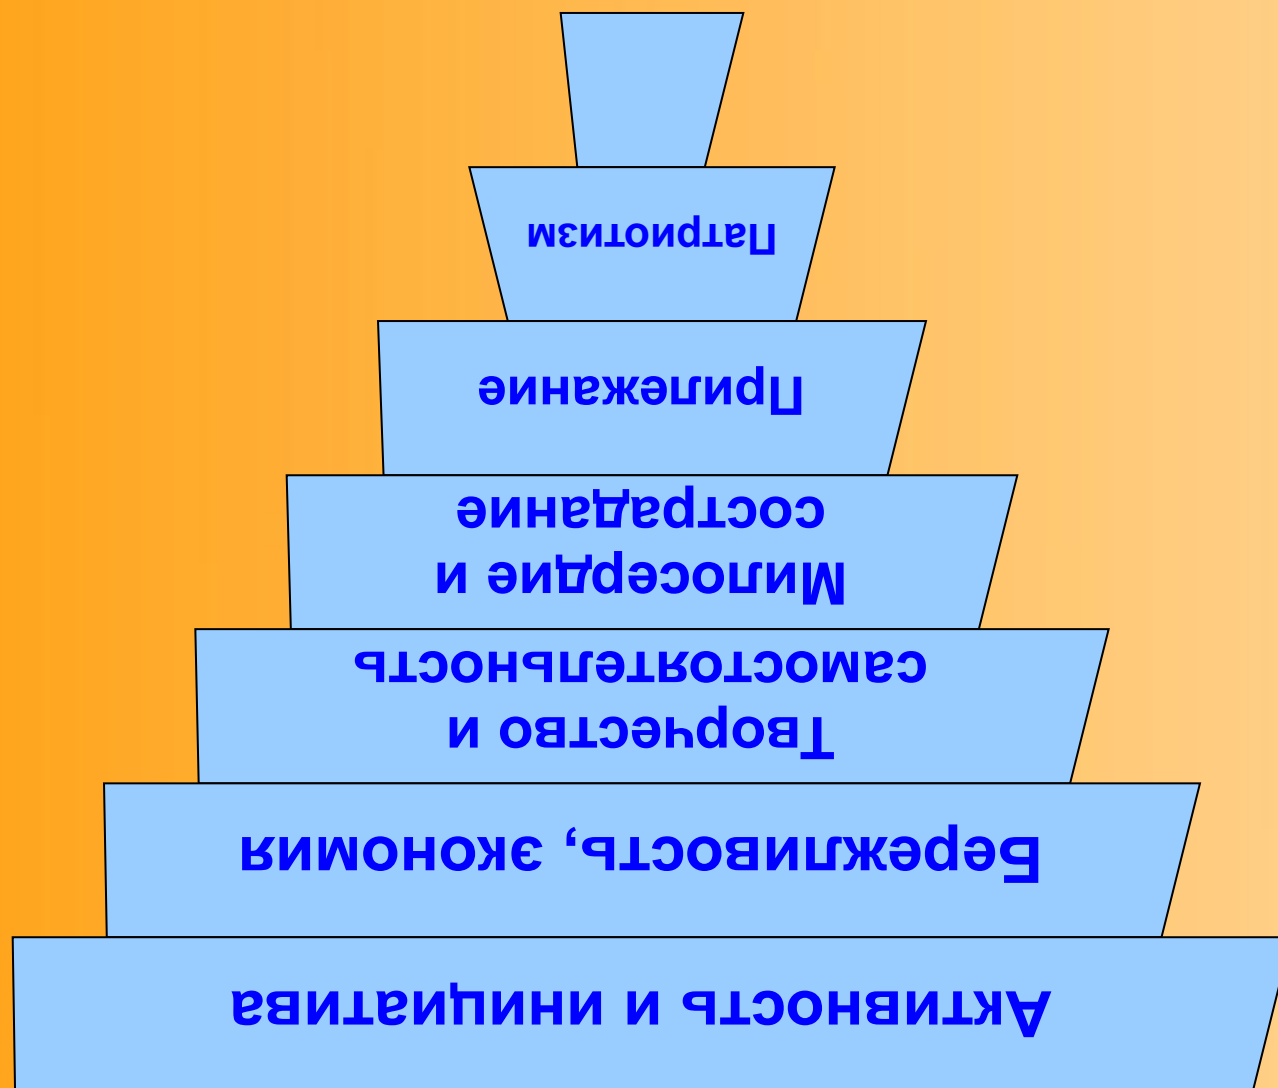 Активность и инициатива
Бережливость, экономия
Творчество и
самостоятельность
Милосердие и
сострадание
Прилежание
Патриотизм